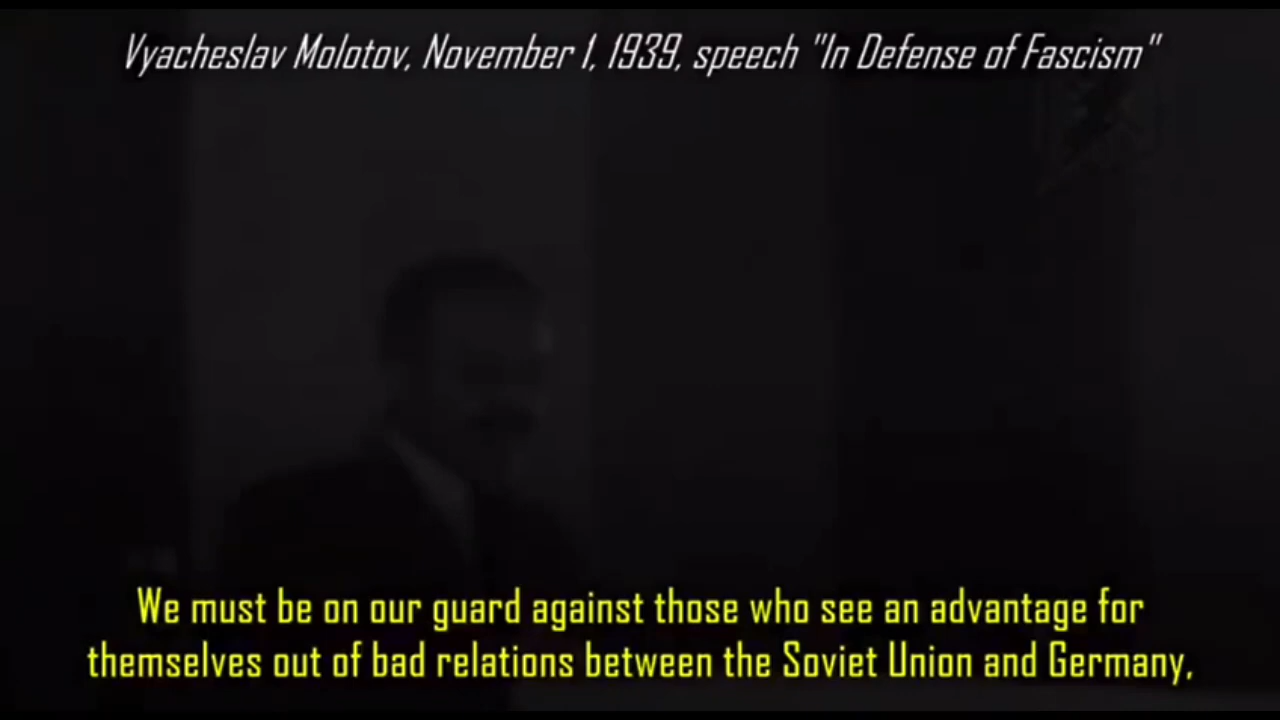 Vyacheslav Molotov, November 1, 1939, speech "In Defense of Fascism"
We must be on our guard against those who see an advantage for
themselves out of bad relations between the Soviet Union and Germany,